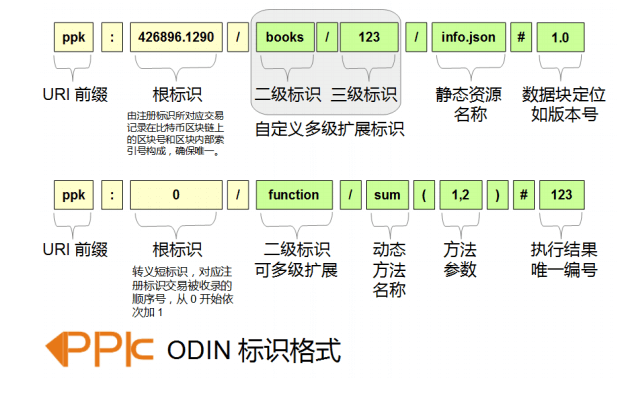 ppk : 426896.1290 / books / 123 / info.json # 1.0
URI 前缀 根标识 二级标识 三级标识 静态资源 数据块定位
名称 如版本号
由注册标识所对应交易
记录在比特币区块链上
的区块号和区块内部索
引号构成，确保唯一。
自定义多级扩展标识
ppk : 0 / function / sum ( 1,2 ) # 123
URI 前缀 根标识 二级标识 动态 方法 执行结果
可多级扩展 方法 参数 唯一编号
名称
转义短标识，对应注
册标识交易被收录的
顺序号，从 0 开始依
次加 1
PPk ODIN 标识格式